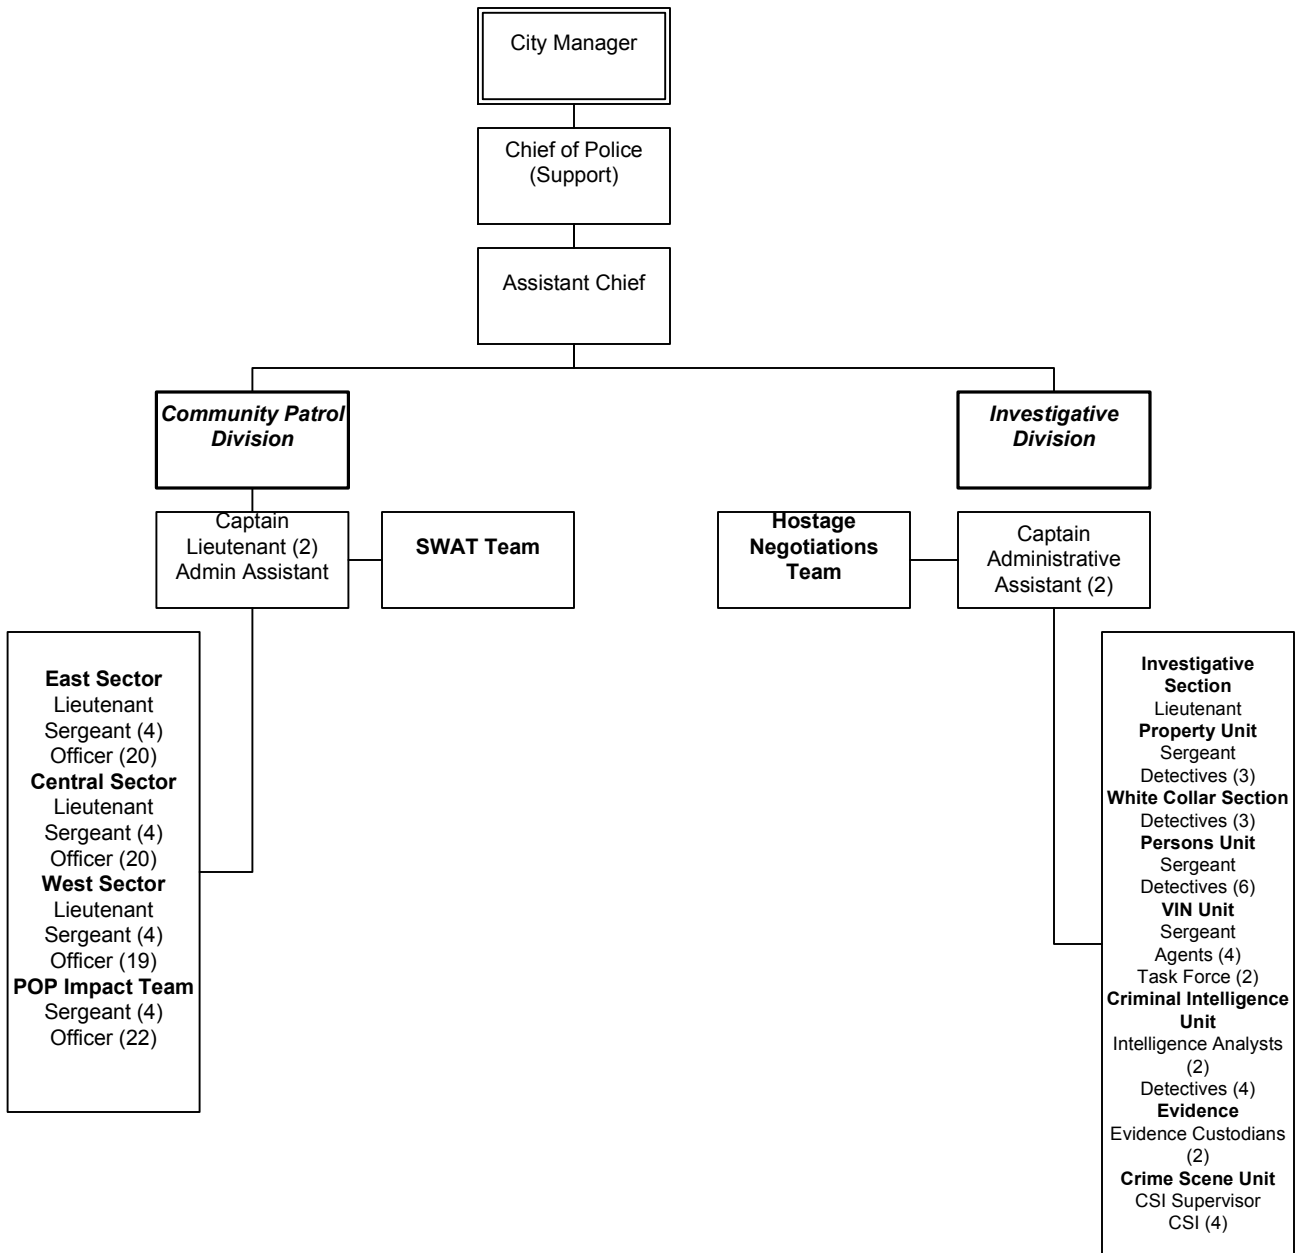 City Manager
Chief of Police
(Support)
Assistant Chief
Community Patrol
Division
Investigative
Division
Captain
Lieutenant (2)
Admin Assistant
SWAT Team
Hostage
Negotiations
Team
Captain
Administrative
Assistant (2)
East Sector
Lieutenant
Sergeant (4)
Officer (20)
Central Sector
Lieutenant
Sergeant (4)
Officer (20)
West Sector
Lieutenant
Sergeant (4)
Officer (19)
POP Impact Team
Sergeant (4)
Officer (22)
Investigative
Section
Lieutenant
Property Unit
Sergeant
Detectives (3)
White Collar Section
Detectives (3)
Persons Unit
Sergeant
Detectives (6)
VIN Unit
Sergeant
Agents (4)
Task Force (2)
Criminal Intelligence
Unit
Intelligence Analysts
(2)
Detectives (4)
Evidence
Evidence Custodians
(2)
Crime Scene Unit
CSI Supervisor
CSI (4)